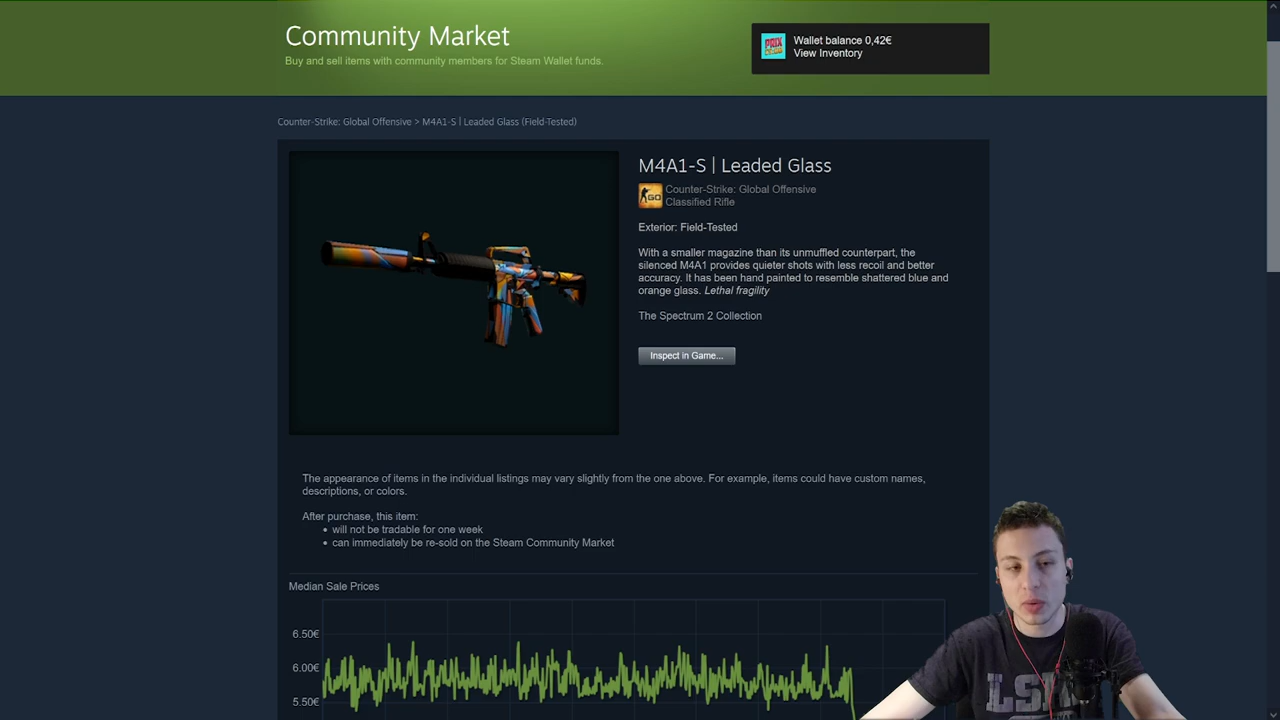 Community Market
Buy and sell items with community members for Steam Wallet funds.
Wallet balance 0,42€
View Inventory
Counter-Strike: Global Offensive > M4A1-S | Leaded Glass (Field-Tested)
M4A1-S | Leaded Glass
GO
Counter-Strike: Global Offensive
Classified Rifle
Exterior: Field-Tested
With a smaller magazine than its unmuffled counterpart, the
silenced M4A1 provides quieter shots with less recoil and better
accuracy. It has been hand painted to resemble shattered blue and
orange glass. Lethal fragility
The Spectrum 2 Collection
Inspect in Game...
The appearance of items in the individual listings may vary slightly from the one above. For example, items could have custom names,
descriptions, or colors.
After purchase, this item:
• will not be tradable for one week
• can immediately be re-sold on the Steam Community Market
Median Sale Prices
6.50€
6.00€
5.50€